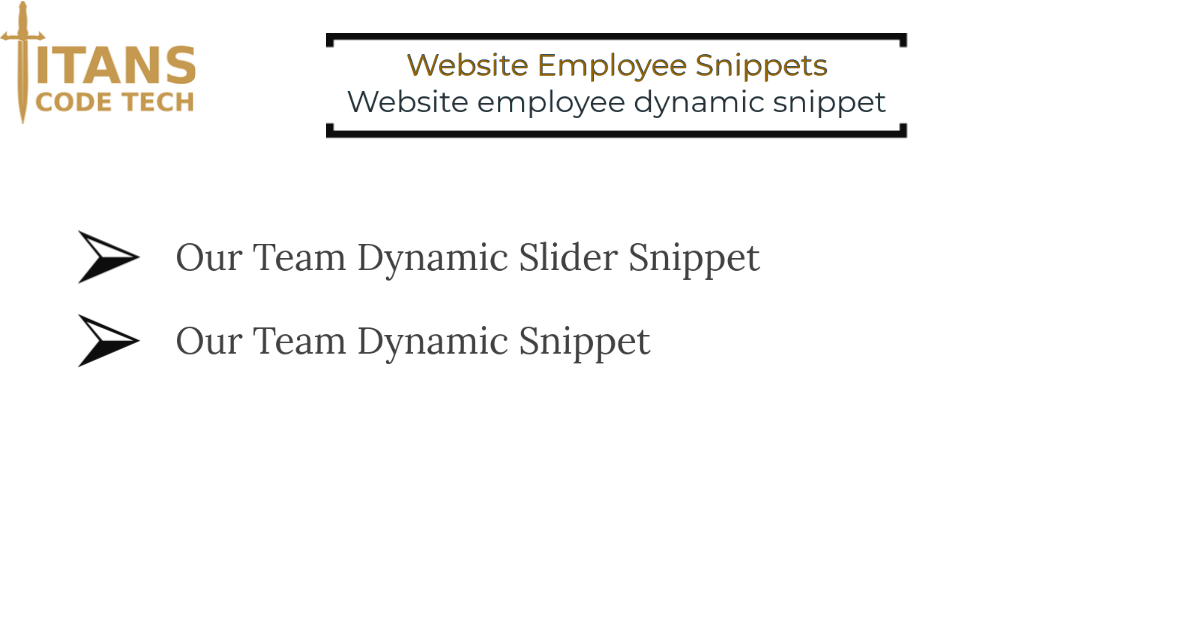 TITANS
CODE TECH
Website Employee Snippets
Website employee dynamic snippet
Our Team Dynamic Slider Snippet
Our Team Dynamic Snippet